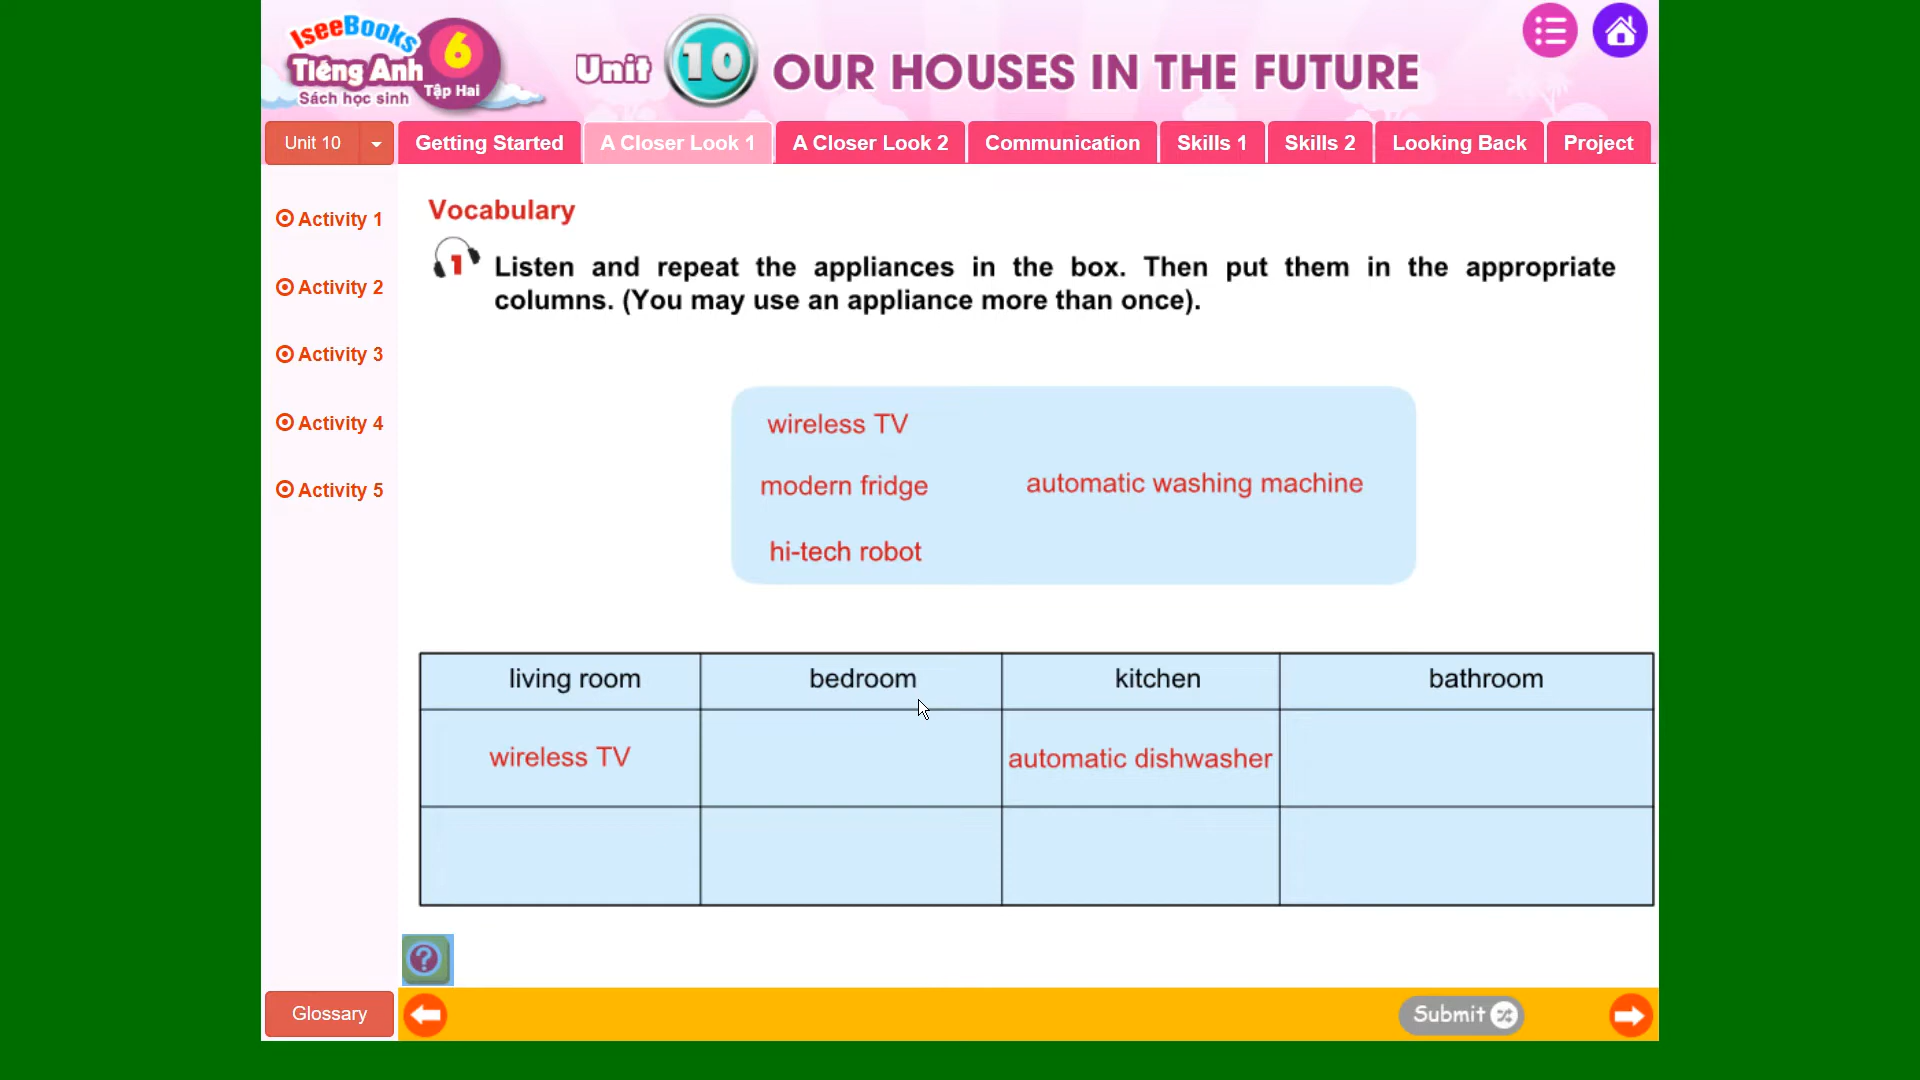 IseeBooks
Tiếng Anh 6
Sách học sinh Tập Hai
Unit 10 OUR HOUSES IN THE FUTURE
Unit 10
Getting Started
A Closer Look 1
A Closer Look 2
Communication
Skills 1
Skills 2
Looking Back
Project
Activity 1
Activity 2
Activity 3
Activity 4
Activity 5
Vocabulary
1 Listen and repeat the appliances in the box. Then put them in the appropriate
columns. (You may use an appliance more than once).
wireless TV
modern fridge automatic washing machine
hi-tech robot
living room bedroom kitchen bathroom
wireless TV automatic dishwasher
?
Glossary
Submit